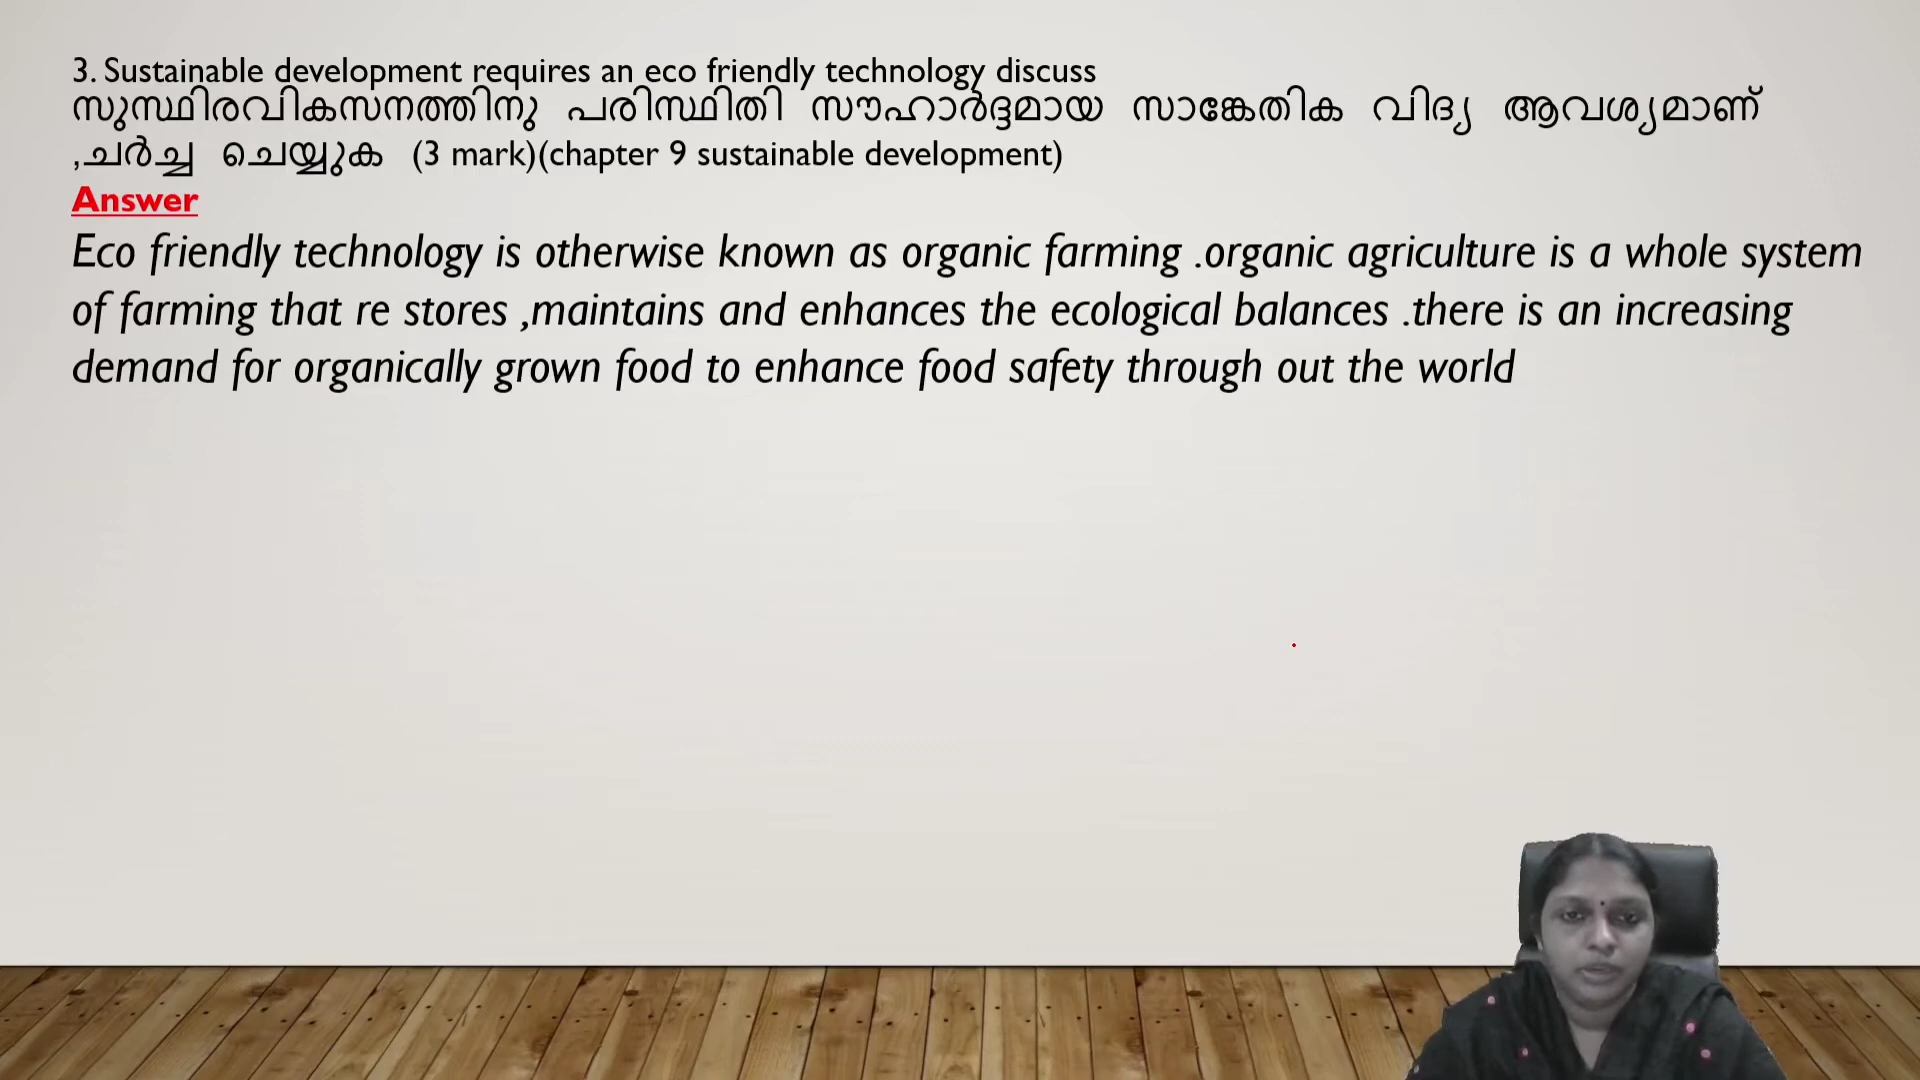 3. Sustainable development requires an eco friendly technology discuss
സുസ്ഥിരവികസനത്തിനു പരിസ്ഥിതി സൗഹാർദ്ദമായ സാങ്കേതിക വിദ്യ ആവശ്യമാണ്
,ചർച്ച ചെയ്യുക (3 mark)(chapter 9 sustainable development)
Answer
Eco friendly technology is otherwise known as organic farming .organic agriculture is a whole system
of farming that re stores ,maintains and enhances the ecological balances .there is an increasing
demand for organically grown food to enhance food safety through out the world